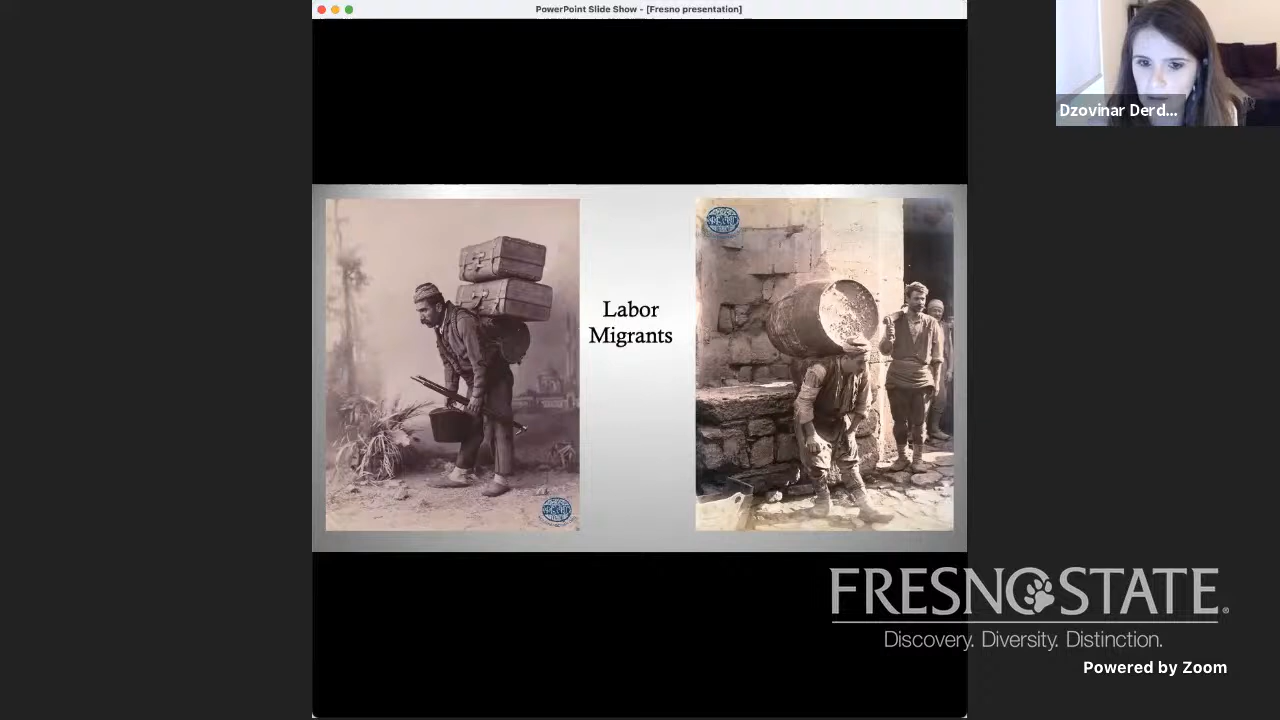 PowerPoint Slide Show - [Fresno presentation]
Dzovinar Derd...
Labor
Migrants
FRESNO STATE®
Discovery. Diversity. Distinction.
Powered by Zoom